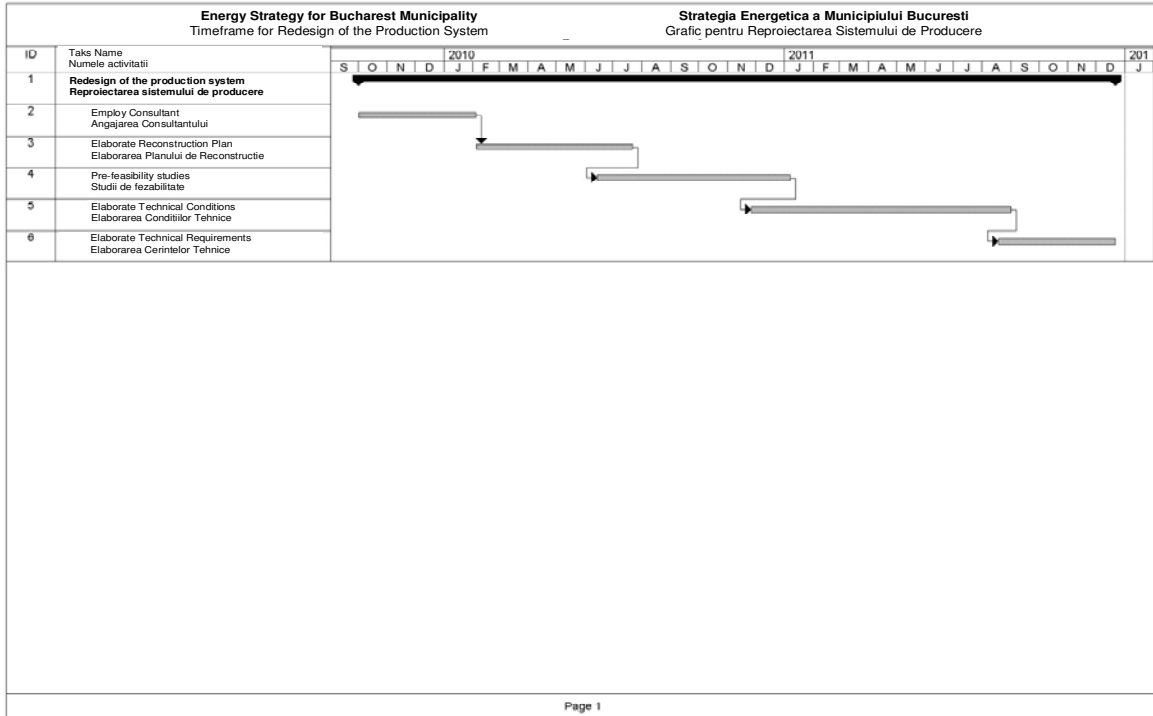 Energy Strategy for Bucharest Municipality
Timeframe for Redesign of the Production System
Strategia Energetica a Municipiului Bucuresti
Grafic pentru Reproiectarea Sistemului de Producere
ID
Taks Name
Numele activitatii
2010 2011 201
S O N D J F M A M J J A S O N D J F M A M J J A S O N D J
1
Redesign of the production system
Reproiectarea sistemului de producere
2
Employ Consultant
Angajarea Consultantului
3
Elaborate Reconstruction Plan
Elaborarea Planului de Reconstructie
4
Pre-feasibility studies
Studii de fezabilitate
5
Elaborate Technical Conditions
Elaborarea Conditiilor Tehnice
6
Elaborate Technical Requirements
Elaborarea Cerintelor Tehnice
Page 1